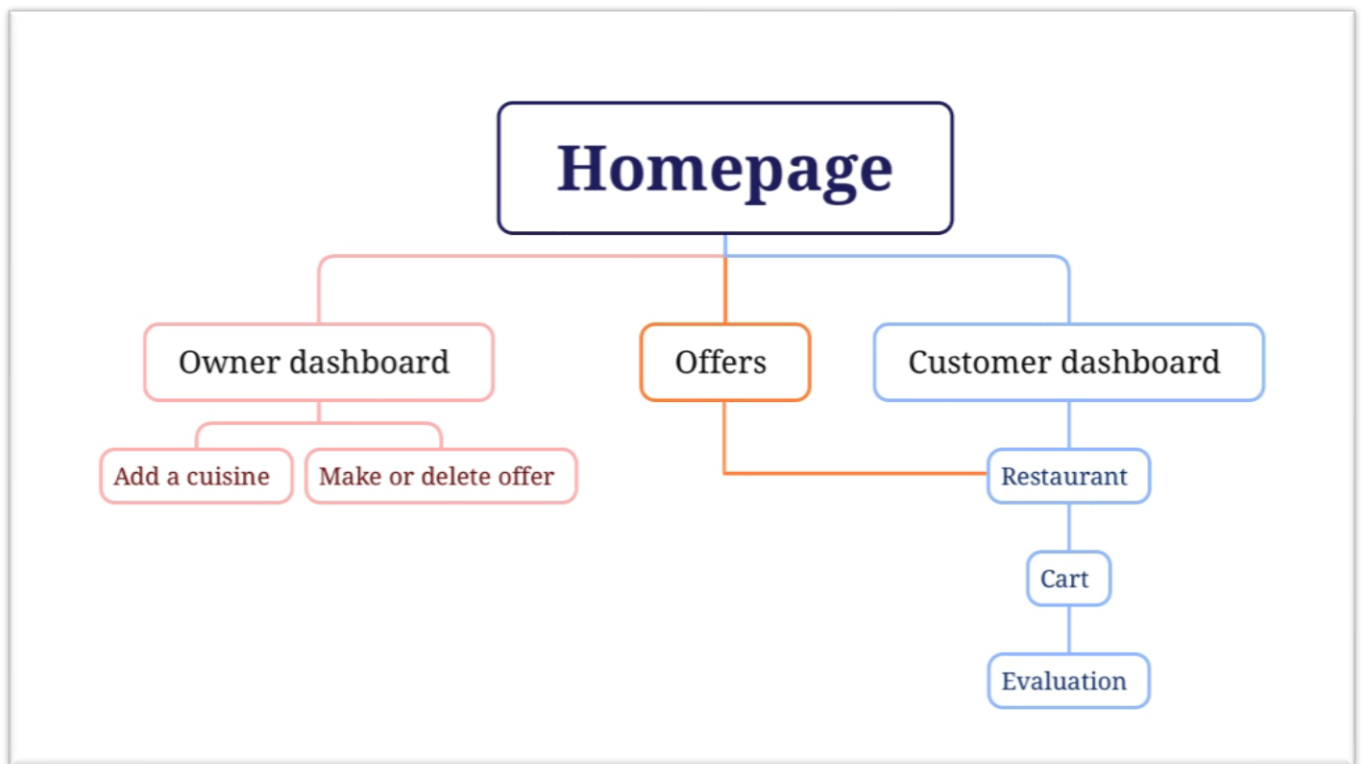 Homepage
Owner dashboard
Offers
Customer dashboard
Add a cuisine
Make or delete offer
Restaurant
Cart
Evaluation